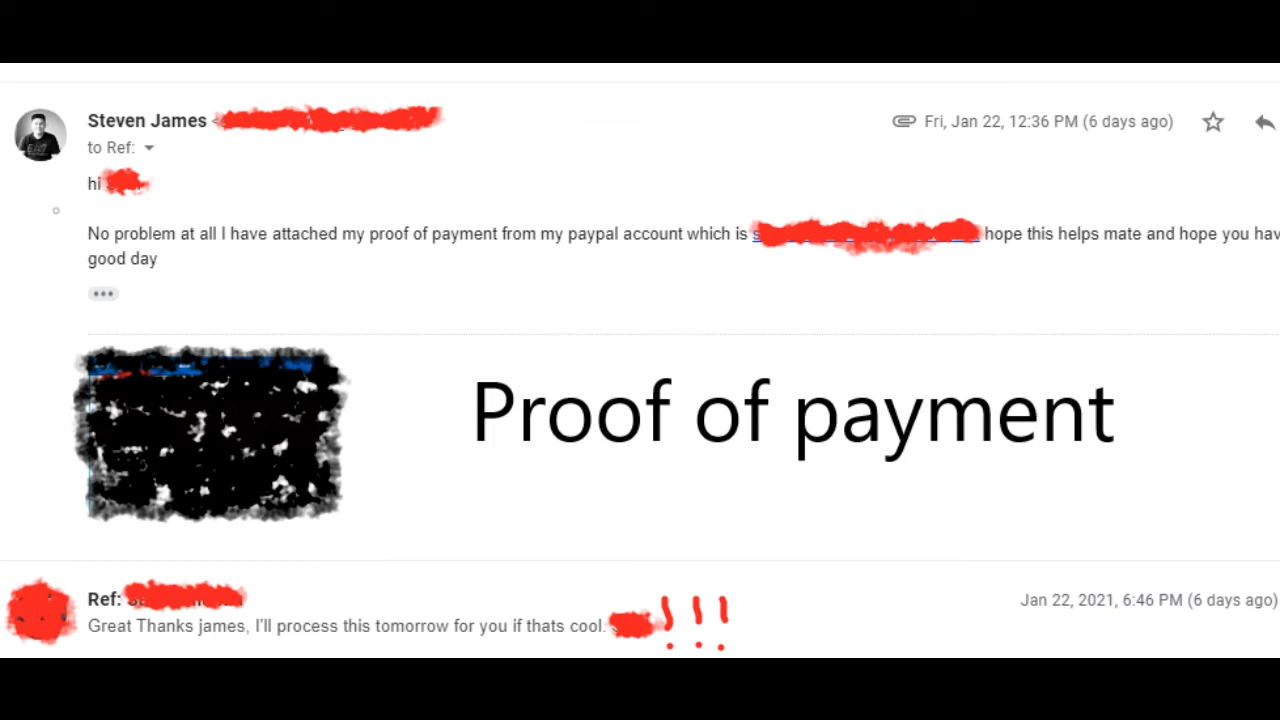 Steven James <
Fri, Jan 22, 12:36 PM (6 days ago)
to Ref:
hi
No problem at all I have attached my proof of payment from my paypal account which is hope this helps mate and hope you hav
good day
Proof of payment
Ref:
Jan 22, 2021, 6:46 PM (6 days ago)
Great Thanks james, I'll process this tomorrow for you if thats cool. !!!